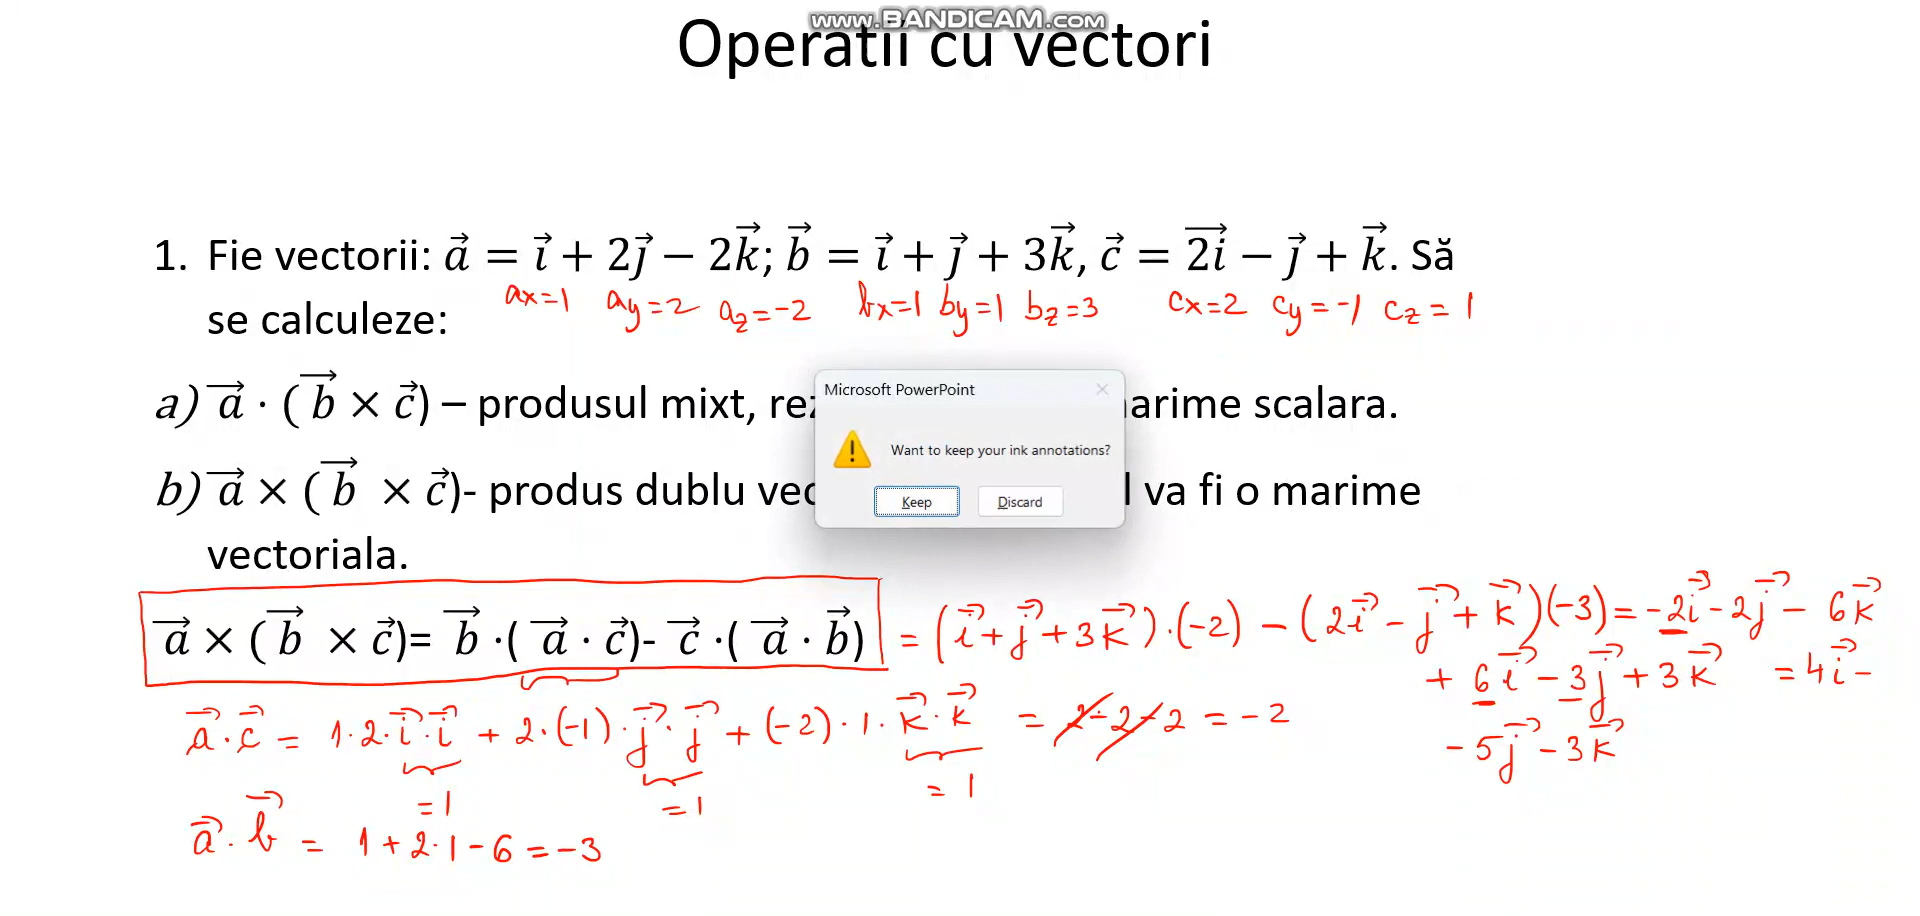 www.BANDICAM.com
Operatii cu vectori
1. Fie vectorii: a⃗ = i⃗ + 2j⃗ − 2k⃗; b⃗ = i⃗ + j⃗ + 3k⃗, c⃗ = 2i⃗ − j⃗ + k⃗. Să
ax=1 ay=2 az=-2 bx=1 by=1 bz=3 cx=2 cy=-1 cz=1
se calculeze:
Microsoft PowerPoint
a) a⃗ · (b⃗ × c⃗) – produsul mixt, arime scalara.
Want to keep your ink annotations?
b) a⃗ × (b⃗ × c⃗)- produs dublu va fi o marime
Keep Discard
vectoriala.
a⃗ × (b⃗ × c⃗)= b⃗ ·(a⃗ · c⃗)- c⃗ ·(a⃗ · b⃗) = (i⃗+j⃗+3k⃗)·(-2) - (2i⃗-j⃗+k⃗)(-3)= -2i⃗-2j⃗-6k⃗
+6i⃗-3j⃗+3k⃗ =4i⃗-
a⃗·c⃗ = 1·2·i⃗·i⃗ + 2·(-1)·j⃗·j⃗ + (-2)·1·k⃗·k⃗ = 2-2-2 = -2
-5j⃗-3k⃗
=1 =1 =1
a⃗·b⃗ = 1+2·1-6=-3